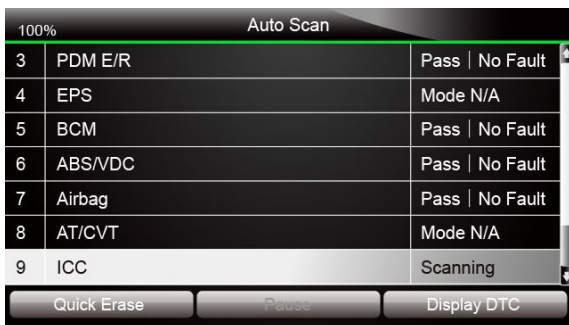 100% Auto Scan
3 PDM E/R Pass | No Fault
4 EPS Mode N/A
5 BCM Pass | No Fault
6 ABS/VDC Pass | No Fault
7 Airbag Pass | No Fault
8 AT/CVT Mode N/A
9 ICC Scanning
Quick Erase Pause Display DTC